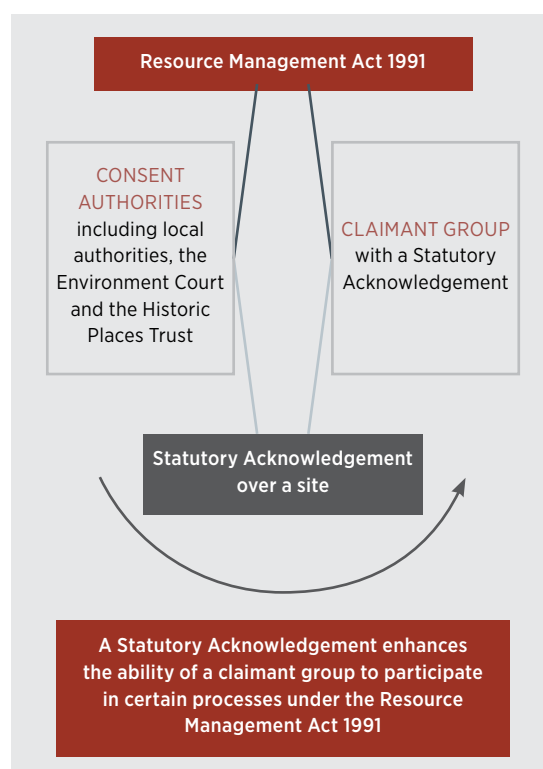 Resource Management Act 1991
CONSENT
AUTHORITIES
including local
authorities, the
Environment Court
and the Historic
Places Trust
CLAIMANT GROUP
with a Statutory
Acknowledgement
Statutory Acknowledgement
over a site
A Statutory Acknowledgement enhances
the ability of a claimant group to participate
in certain processes under the Resource
Management Act 1991